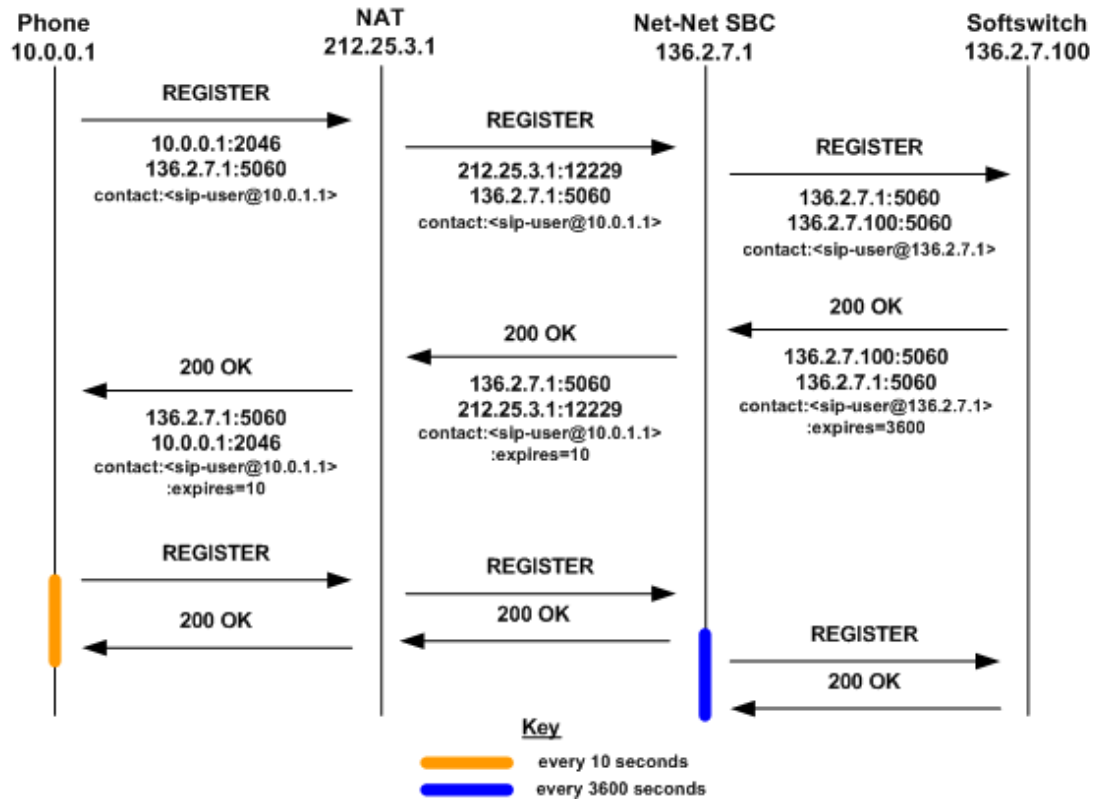 Phone
10.0.0.1
NAT
212.25.3.1
Net-Net SBC
136.2.7.1
Softswitch
136.2.7.100
REGISTER
10.0.0.1:2046
136.2.7.1:5060
contact:<sip-user@10.0.1.1>
REGISTER
212.25.3.1:12229
136.2.7.1:5060
contact:<sip-user@10.0.1.1>
REGISTER
136.2.7.1:5060
136.2.7.100:5060
contact:<sip-user@136.2.7.1>
200 OK
136.2.7.100:5060
136.2.7.1:5060
contact:<sip-user@136.2.7.1>
:expires=3600
200 OK
136.2.7.1:5060
212.25.3.1:12229
contact:<sip-user@10.0.1.1>
:expires=10
200 OK
136.2.7.1:5060
10.0.0.1:2046
contact:<sip-user@10.0.1.1>
:expires=10
REGISTER
REGISTER
200 OK
200 OK
REGISTER
200 OK
Key
every 10 seconds
every 3600 seconds